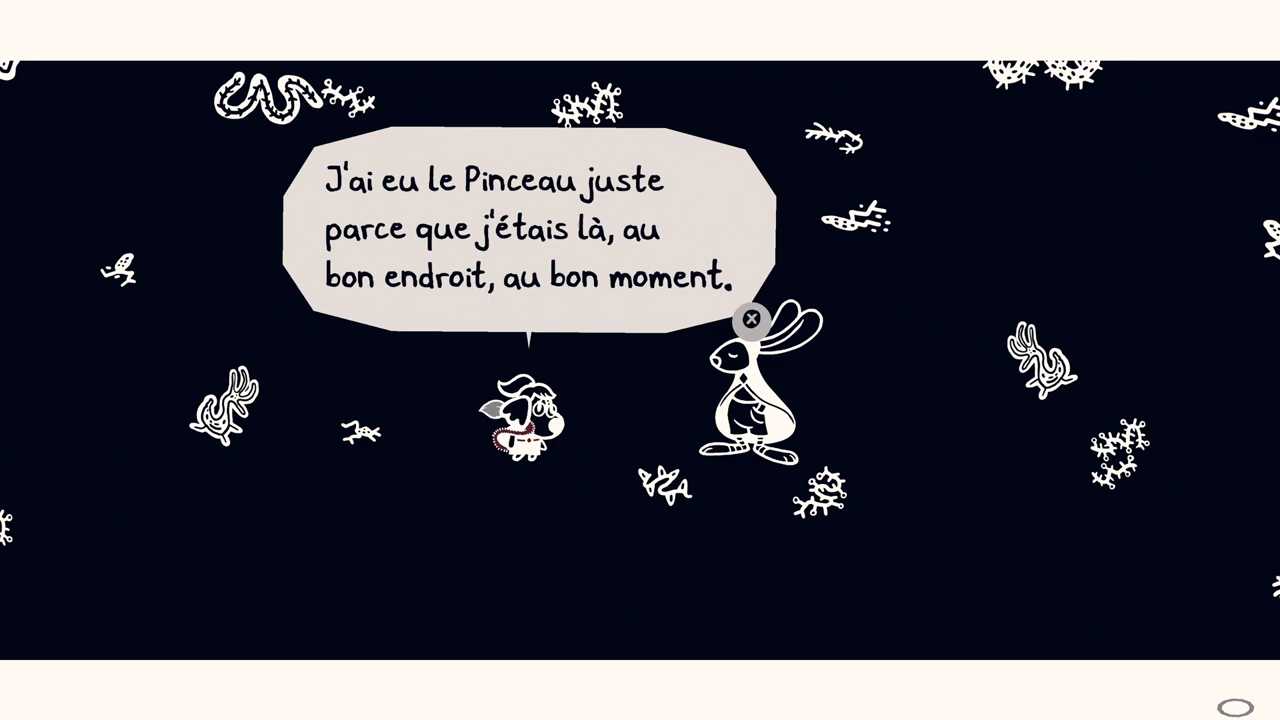 J'ai eu le Pinceau juste
parce que j'étais là, au
bon endroit, au bon moment.